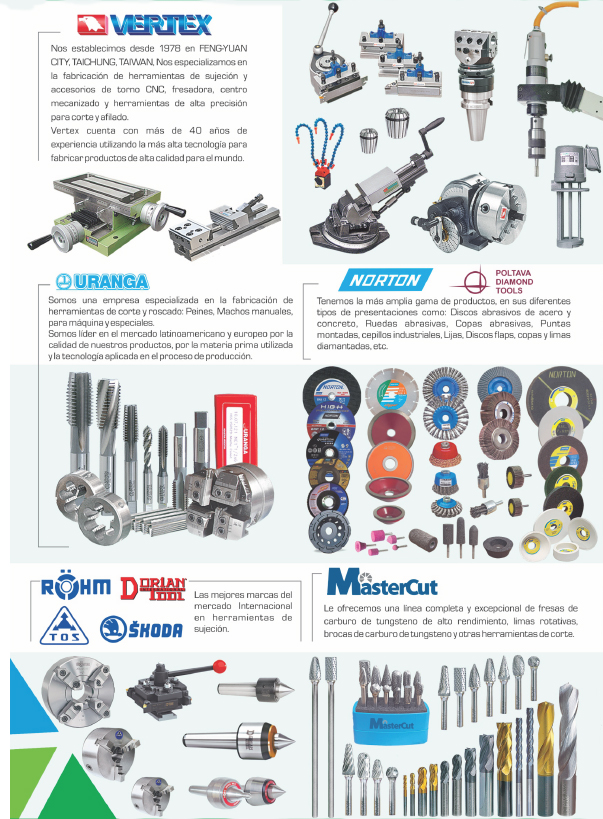 VERTEX
Nos establecimos desde 1978 en FENG-YUAN
CITY, TAICHUNG, TAIWAN, Nos especializamos en
la fabricación de herramientas de sujeción y
accesorios de torno CNC, fresadora, centro
mecanizado y herramientas de alta precisión
para corte y afilado.
Vertex cuenta con más de 40 años de
experiencia utilizando la más alta tecnología para
fabricar productos de alta calidad para el mundo.
URANGA
Somos una empresa especializada en la fabricación de
herramientas de corte y roscado: Peines, Machos manuales,
para máquina y especiales.
Somos líder en el mercado latinoamericano y europeo por la
calidad de nuestros productos, por la materia prima utilizada
y la tecnología aplicada en el proceso de producción.
NORTON
POLTAVA
DIAMOND
TOOLS
Tenemos la más amplia gama de productos, en sus diferentes
tipos de presentaciones como: Discos abrasivos de acero y
concreto, Ruedas abrasivas, Copas abrasivas, Puntas
montadas, cepillos industriales, Lijas, Discos flaps, copas y limas
diamantadas, etc.
URANGA
NORTON
NORTON
RÖHM
DORIAN
TOOL
TOS
ŠKODA
Las mejores marcas del
mercado Internacional
en herramientas de
sujeción.
MasterCut
Le ofrecemos una línea completa y excepcional de fresas de
carburo de tungsteno de alto rendimiento, limas rotativas,
brocas de carburo de tungsteno y otras herramientas de corte.
MasterCut